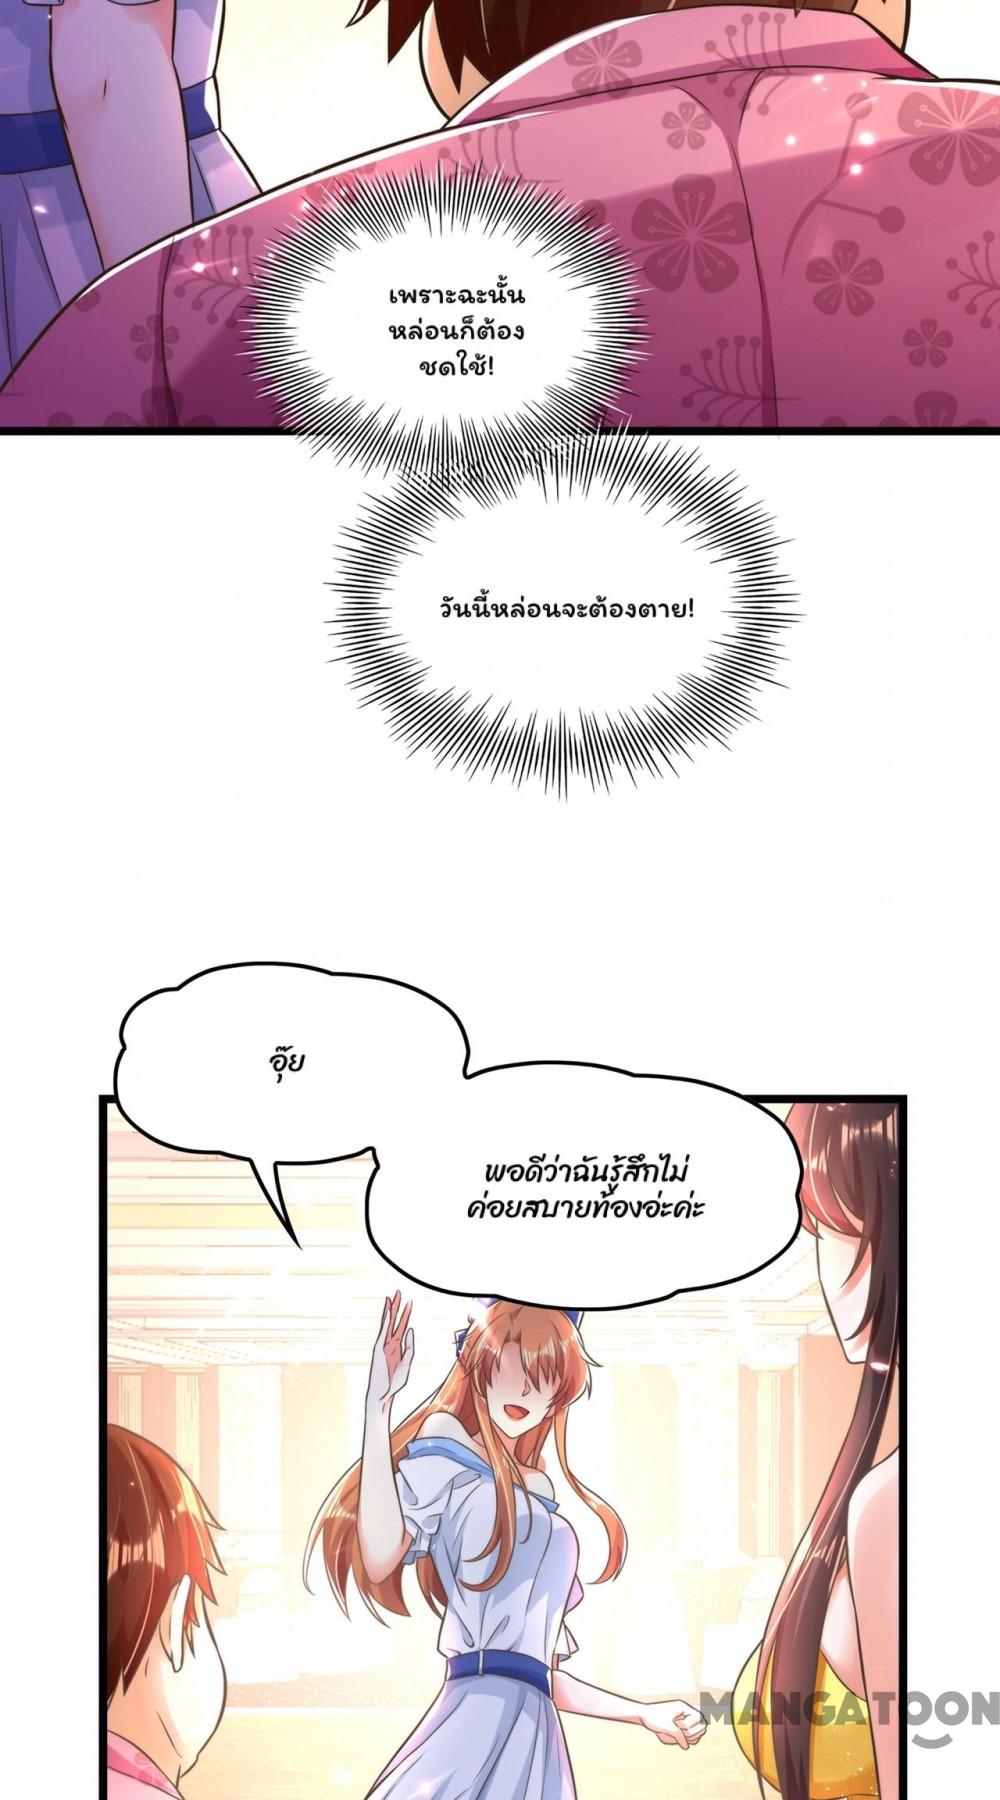 เพราะฉะนั้น
หล่อนก็ต้อง
ชดใช้!
วันนี้หล่อนจะต้องตาย!
อุ๊ย
พอดีว่าฉันรู้สึกไม่
ค่อยสบายท้องอ่ะค่ะ
MANGATOON